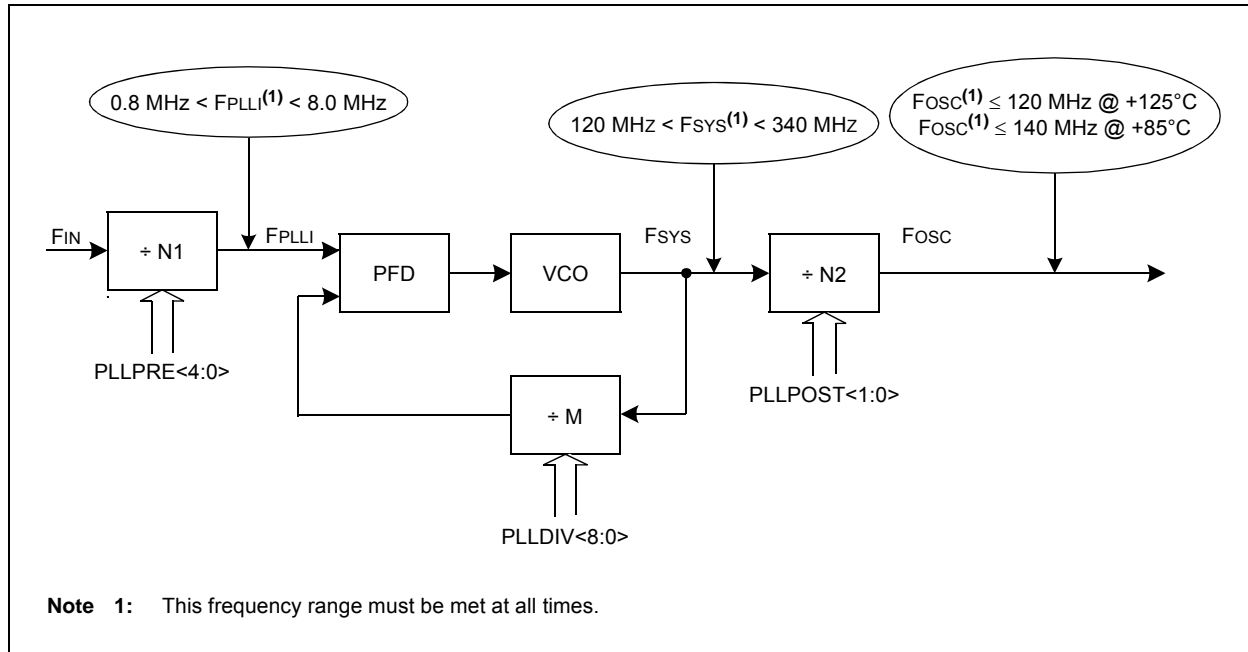 0.8 MHZ < FPLLI(1) < 8.0 MHZ
120 MHZ < FSYS(1) < 340 MHZ
FOSC(1) ≤ 120 MHz @ +125°C
FOSC(1) ≤ 140 MHz @ +85°C
FIN
÷ N1
FPLLI
PFD
VCO
FSYS
÷ N2
FOSC
PLLPRE<4:0>
÷ M
PLLPOST<1:0>
PLLDIV<8:0>
Note 1: This frequency range must be met at all times.